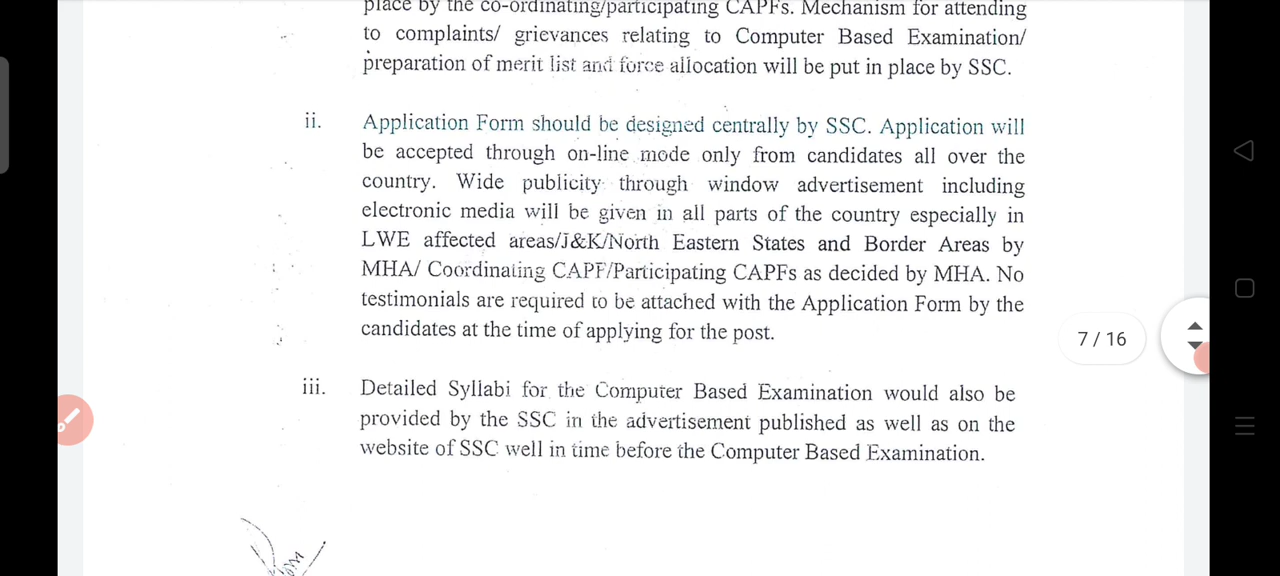 place by the co-ordinating/participating CAPFs. Mechanism for attending
to complaints/ grievances relating to Computer Based Examination/
preparation of merit list and force allocation will be put in place by SSC.
ii. Application Form should be designed centrally by SSC. Application will
be accepted through on-line mode only from candidates all over the
country. Wide publicity through window advertisement including
electronic media will be given in all parts of the country especially in
LWE affected areas/J&K/North Eastern States and Border Areas by
MHA/ Coordinating CAPF/Participating CAPFs as decided by MHA. No
testimonials are required to be attached with the Application Form by the
candidates at the time of applying for the post.
7 / 16
iii. Detailed Syllabi for the Computer Based Examination would also be
provided by the SSC in the advertisement published as well as on the
website of SSC well in time before the Computer Based Examination.